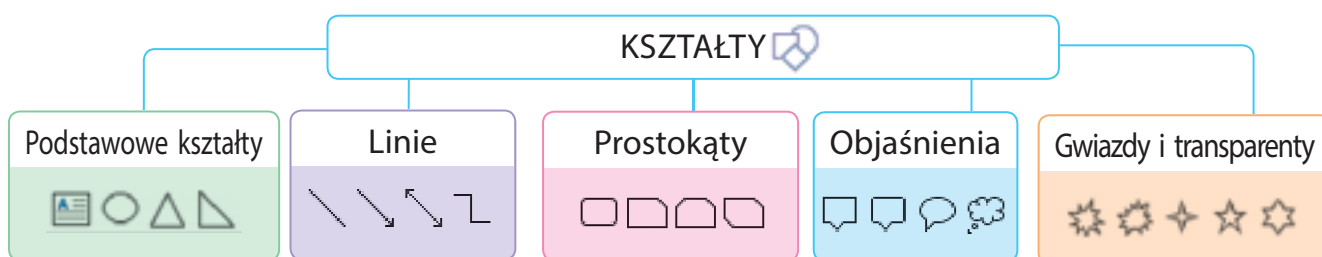 KSZTAŁTY
Podstawowe kształty
Linie
Prostokąty
Objaśnienia
Gwiazdy i transparenty
A